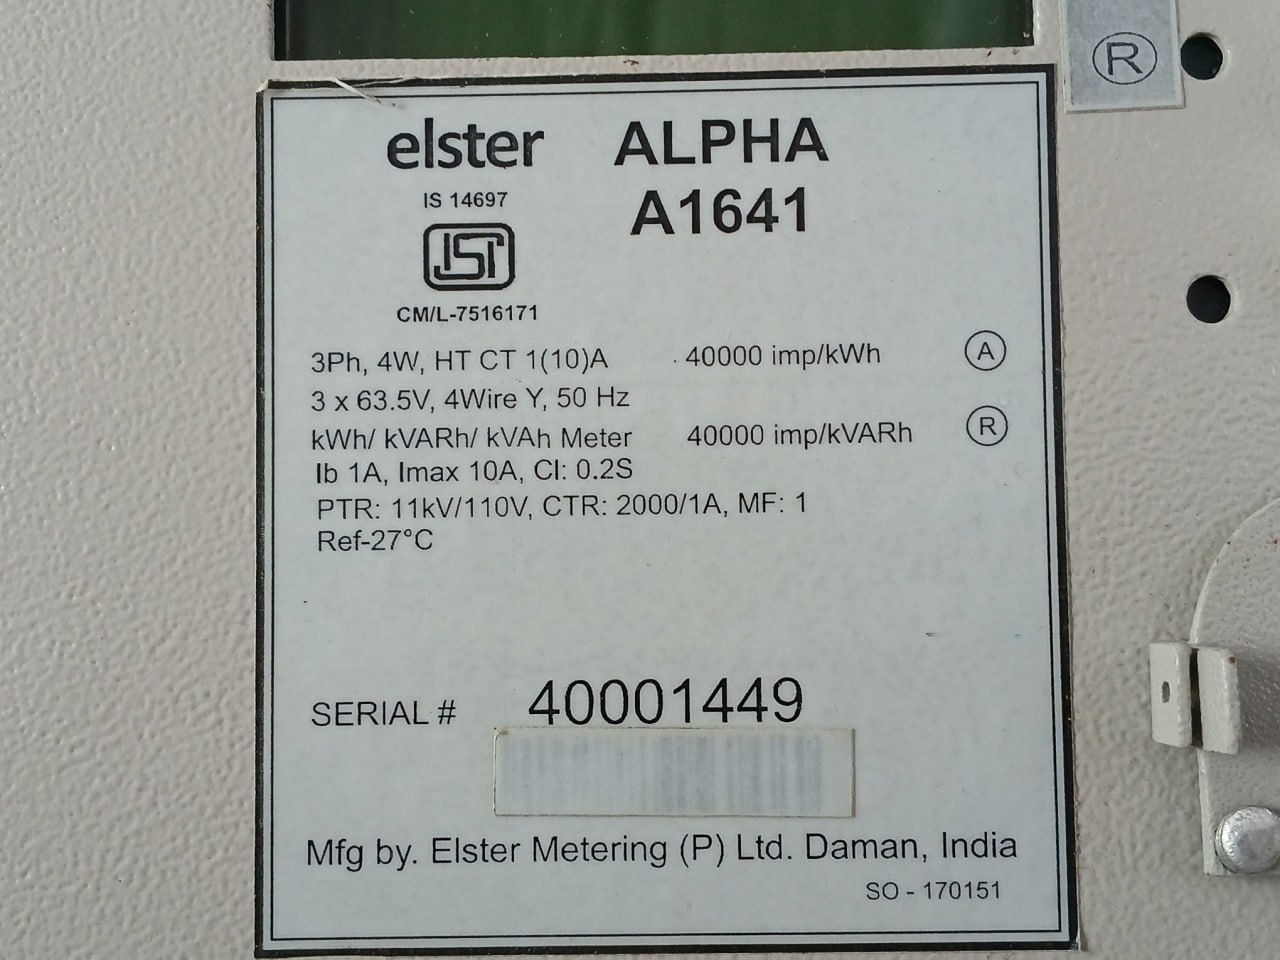 R
elster ALPHA
IS 14697 A1641
ISI
CM/L-7516171
3Ph, 4W, HT CT 1(10)A 40000 imp/kWh A
3 x 63.5V, 4Wire Y, 50 Hz
kWh/ kVARh/ kVAh Meter 40000 imp/kVARh R
Ib 1A, Imax 10A, Cl: 0.2S
PTR: 11kV/110V, CTR: 2000/1A, MF: 1
Ref-27°C
SERIAL # 40001449
Mfg by. Elster Metering (P) Ltd. Daman, India
SO - 170151